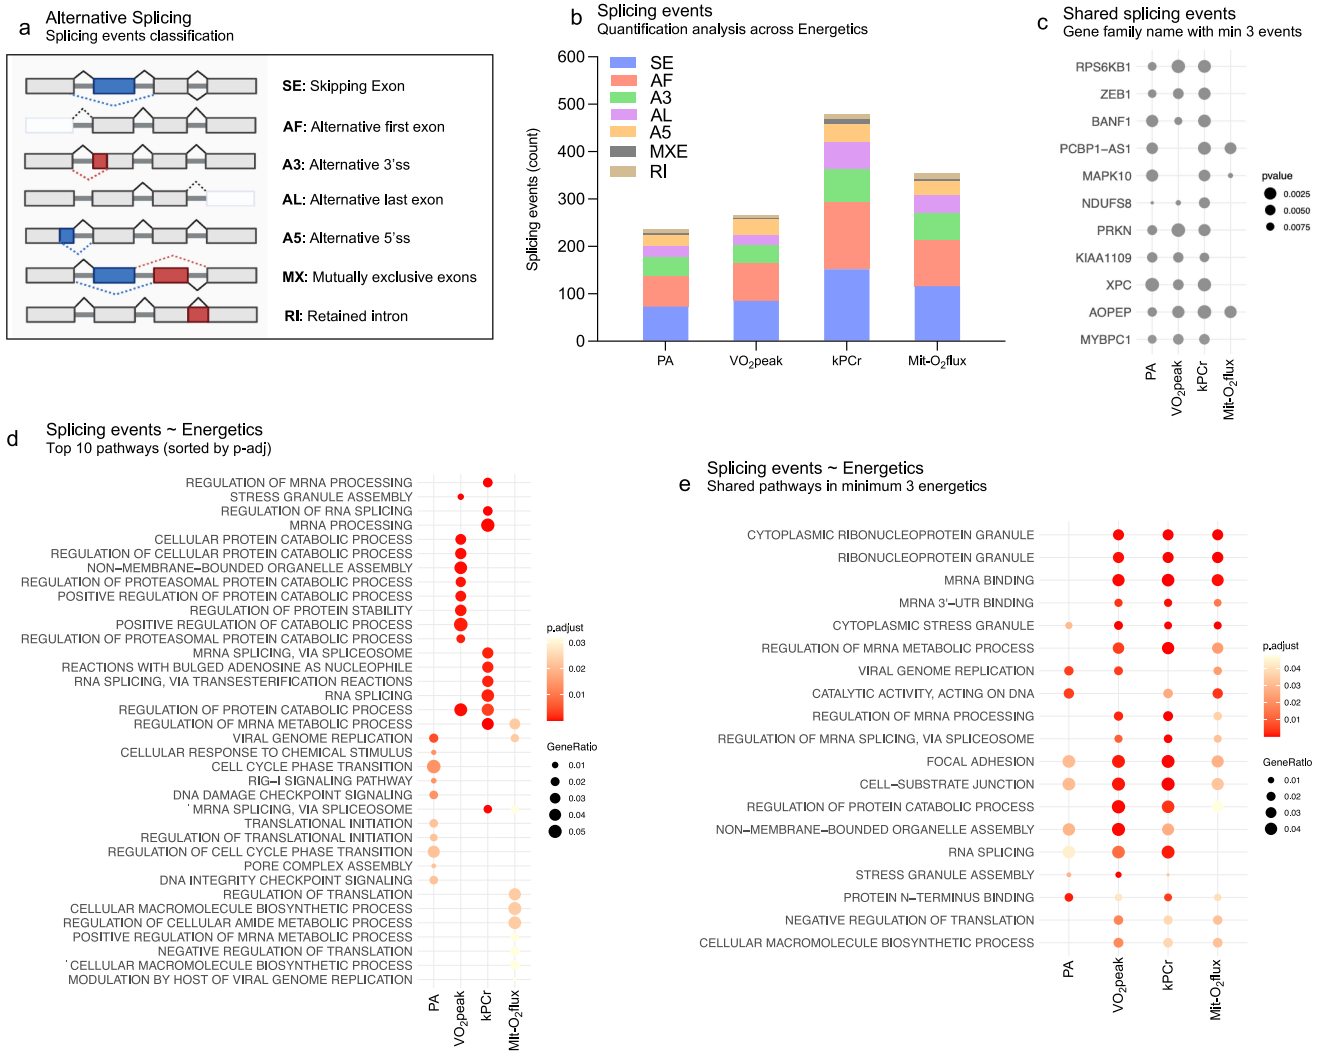 a
Alternative Splicing
Splicing events classification
SE: Skipping Exon
AF: Alternative first exon
A3: Alternative 3'ss
AL: Alternative last exon
A5: Alternative 5'ss
MX: Mutually exclusive exons
RI: Retained intron
b
Splicing events
Quantification analysis across Energetics
Splicing events (count)
600
500
400
300
200
100
0
SE
AF
A3
AL
A5
MXE
RI
PA
VO2peak
kPCr
Mit-O2flux
c
Shared splicing events
Gene family name with min 3 events
RPS6KB1
ZEB1
BANF1
PCBP1−AS1
MAPK10
NDUFS8
PRKN
KIAA1109
XPC
AOPEP
MYBPC1
PA
VO2peak
kPCr
Mit-O2flux
pvalue
0.0025
0.0050
0.0075
d
Splicing events ~ Energetics
Top 10 pathways (sorted by p-adj)
REGULATION OF MRNA PROCESSING
STRESS GRANULE ASSEMBLY
REGULATION OF RNA SPLICING
MRNA PROCESSING
CELLULAR PROTEIN CATABOLIC PROCESS
REGULATION OF CELLULAR PROTEIN CATABOLIC PROCESS
NON−MEMBRANE−BOUNDED ORGANELLE ASSEMBLY
REGULATION OF PROTEASOMAL PROTEIN CATABOLIC PROCESS
POSITIVE REGULATION OF PROTEIN CATABOLIC PROCESS
REGULATION OF PROTEIN STABILITY
POSITIVE REGULATION OF CATABOLIC PROCESS
REGULATION OF PROTEASOMAL PROTEIN CATABOLIC PROCESS
MRNA SPLICING, VIA SPLICEOSOME
REACTIONS WITH BULGED ADENOSINE AS NUCLEOPHILE
RNA SPLICING, VIA TRANSESTERIFICATION REACTIONS
RNA SPLICING
REGULATION OF PROTEIN CATABOLIC PROCESS
REGULATION OF MRNA METABOLIC PROCESS
VIRAL GENOME REPLICATION
CELLULAR RESPONSE TO CHEMICAL STIMULUS
CELL CYCLE PHASE TRANSITION
RIG−I SIGNALING PATHWAY
DNA DAMAGE CHECKPOINT SIGNALING
' MRNA SPLICING, VIA SPLICEOSOME
TRANSLATIONAL INITIATION
REGULATION OF TRANSLATIONAL INITIATION
REGULATION OF CELL CYCLE PHASE TRANSITION
PORE COMPLEX ASSEMBLY
DNA INTEGRITY CHECKPOINT SIGNALING
REGULATION OF TRANSLATION
CELLULAR MACROMOLECULE BIOSYNTHETIC PROCESS
REGULATION OF CELLULAR AMIDE METABOLIC PROCESS
POSITIVE REGULATION OF MRNA METABOLIC PROCESS
NEGATIVE REGULATION OF TRANSLATION
' CELLULAR MACROMOLECULE BIOSYNTHETIC PROCESS
MODULATION BY HOST OF VIRAL GENOME REPLICATION
PA
VO2peak
kPCr
MIt-O2flux
p.adjust
0.03
0.02
0.01
GeneRatio
0.01
0.02
0.03
0.04
0.05
e
Splicing events ~ Energetics
Shared pathways in minimum 3 energetics
CYTOPLASMIC RIBONUCLEOPROTEIN GRANULE
RIBONUCLEOPROTEIN GRANULE
MRNA BINDING
MRNA 3'−UTR BINDING
CYTOPLASMIC STRESS GRANULE
REGULATION OF MRNA METABOLIC PROCESS
VIRAL GENOME REPLICATION
CATALYTIC ACTIVITY, ACTING ON DNA
REGULATION OF MRNA PROCESSING
REGULATION OF MRNA SPLICING, VIA SPLICEOSOME
FOCAL ADHESION
CELL−SUBSTRATE JUNCTION
REGULATION OF PROTEIN CATABOLIC PROCESS
NON−MEMBRANE−BOUNDED ORGANELLE ASSEMBLY
RNA SPLICING
STRESS GRANULE ASSEMBLY
PROTEIN N−TERMINUS BINDING
NEGATIVE REGULATION OF TRANSLATION
CELLULAR MACROMOLECULE BIOSYNTHETIC PROCESS
PA
VO2peak
kPCr
Mit-O2flux
p.adjust
0.04
0.03
0.02
0.01
GeneRatio
0.01
0.02
0.03
0.04